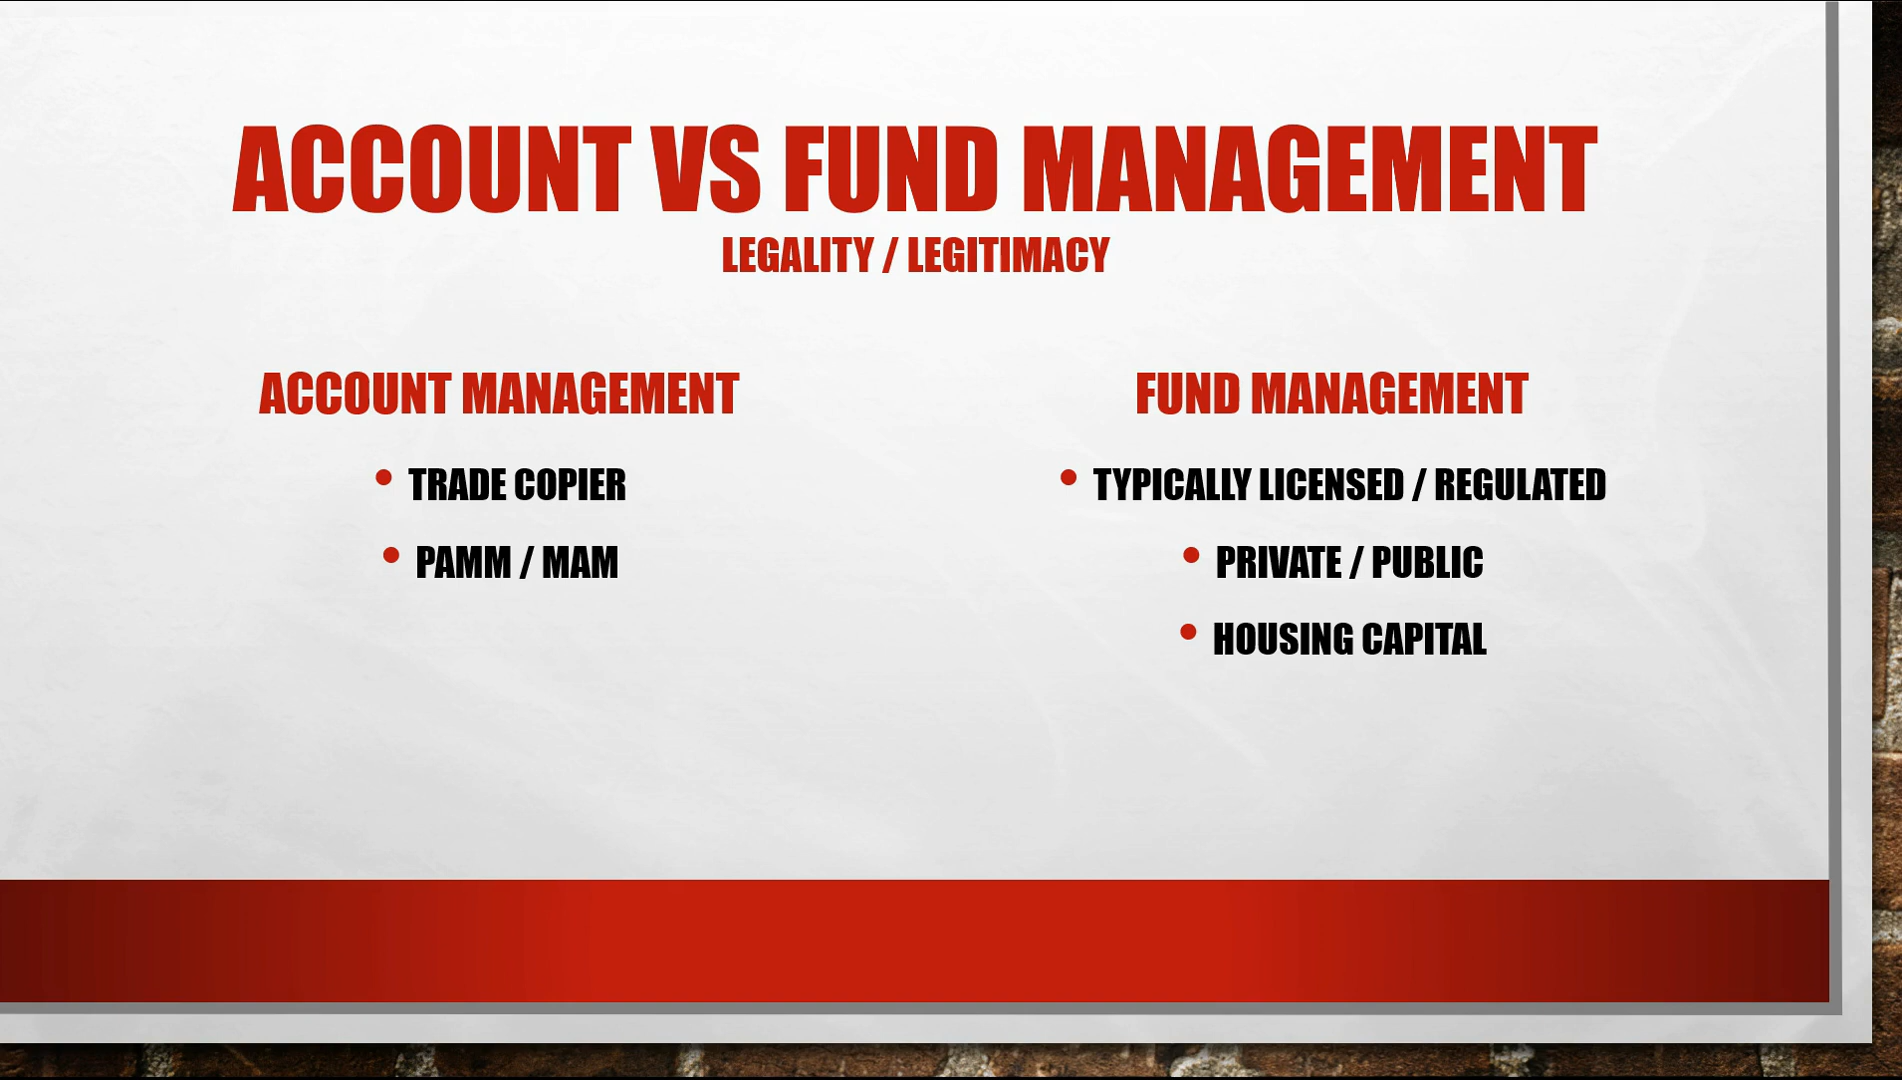 ACCOUNT VS FUND MANAGEMENT
LEGALITY / LEGITIMACY
ACCOUNT MANAGEMENT
• TRADE COPIER
• PAMM / MAM
FUND MANAGEMENT
• TYPICALLY LICENSED / REGULATED
• PRIVATE / PUBLIC
• HOUSING CAPITAL